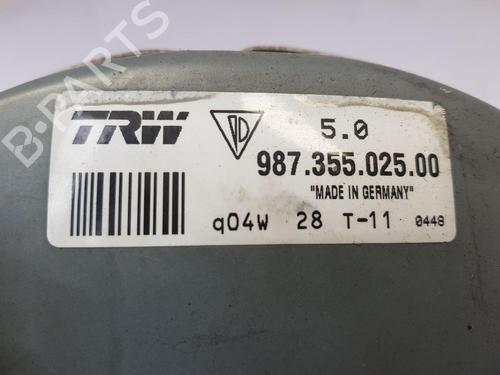 TRW 5.0
987.355.025.00
"MADE IN GERMANY"
q04W 28 T-11 0448
B-PARTS